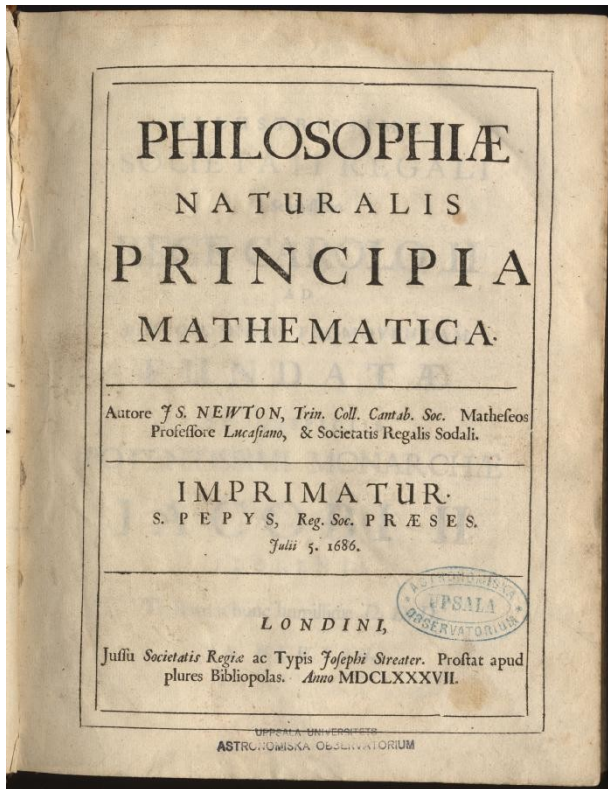 PHILOSOPHIÆ
NATURALIS
PRINCIPIA
MATHEMATICA.
Autore JS. NEWTON, Trin. Coll. Cantab. Soc. Matheſeos
Profeſſore Lucaſiano, & Societatis Regalis Sodali.
IMPRIMATUR.
S. PEPYS, Reg. Soc. PRÆSES.
Julii 5. 1686.
ASTRONOMISKA
UPSALA
OBSERVATORIUM
LONDINI,
Juſſu Societatis Regiæ ac Typis Joſephi Streater. Proſtat apud
plures Bibliopolas. Anno MDCLXXXVII.
UPPSALA UNIVERSITETS
ASTRONOMISKA OBSERVATORIUM